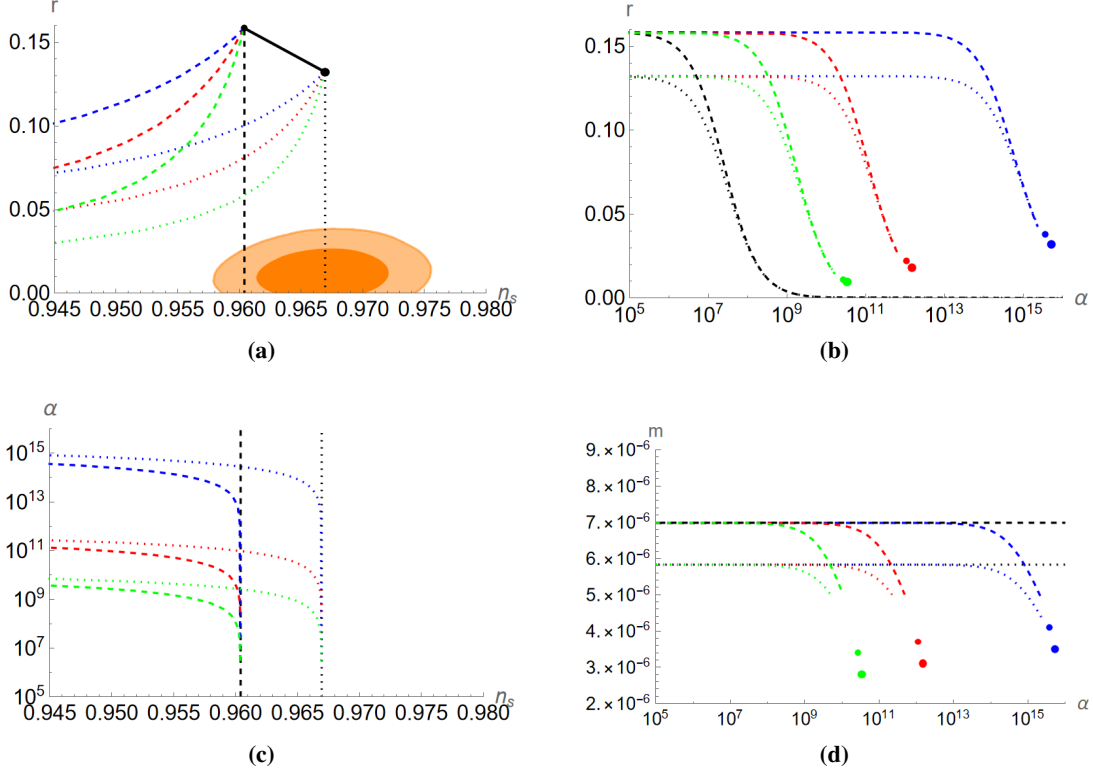 r
0.15
0.10
0.05
0.00
0.945 0.950 0.955 0.960 0.965 0.970 0.975 0.980
n_s
(a)
r
0.15
0.10
0.05
0.00
10^5 10^7 10^9 10^11 10^13 10^15
α
(b)
α
10^15
10^13
10^11
10^9
10^7
10^5
0.945 0.950 0.955 0.960 0.965 0.970 0.975 0.980
n_s
(c)
m
9.×10^-6
8.×10^-6
7.×10^-6
6.×10^-6
5.×10^-6
4.×10^-6
3.×10^-6
2.×10^-6
10^5 10^7 10^9 10^11 10^13 10^15
α
(d)